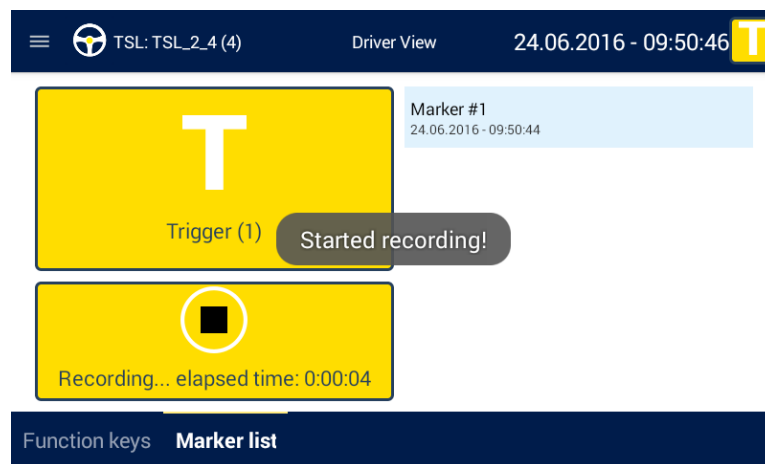 TSL: TSL_2_4 (4)
Driver View
24.06.2016 - 09:50:46
T
T
Trigger (1)
Marker #1
24.06.2016 - 09:50:44
Started recording!
Recording... elapsed time: 0:00:04
Function keys
Marker list